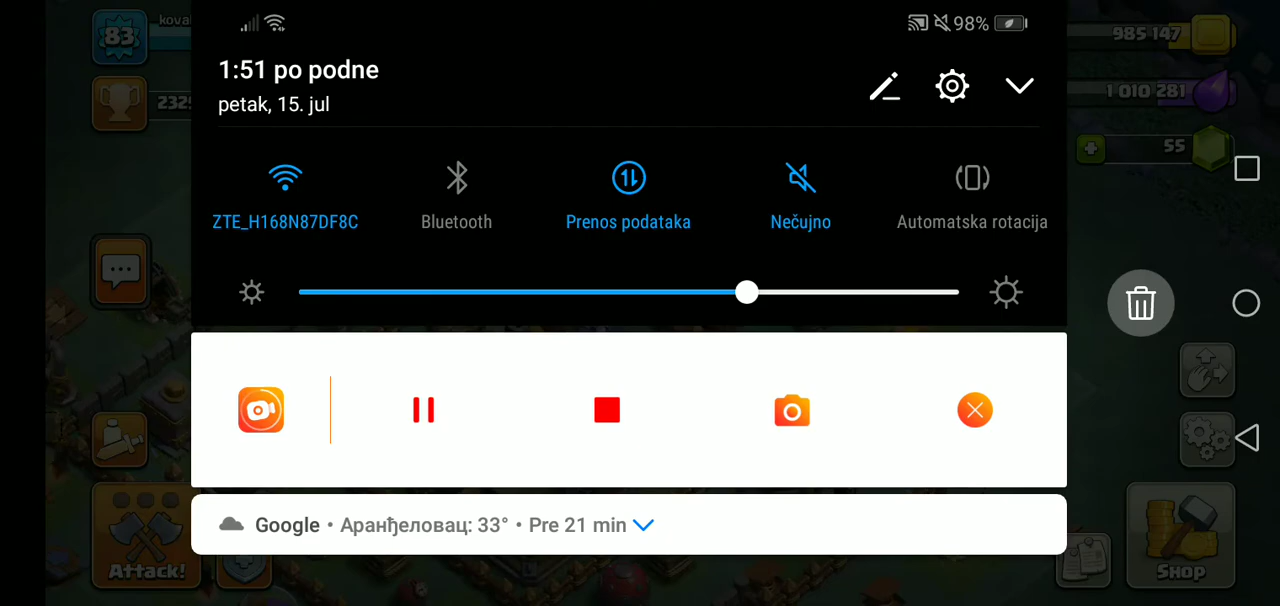 83
koval
2325
98%
985 147
1:51 po podne
petak, 15. jul
1 010 281
55
ZTE_H168N87DF8C
Bluetooth
Prenos podataka
Nečujno
Automatska rotacija
Google • Аранђеловац: 33° • Pre 21 min
Attack!
Shop